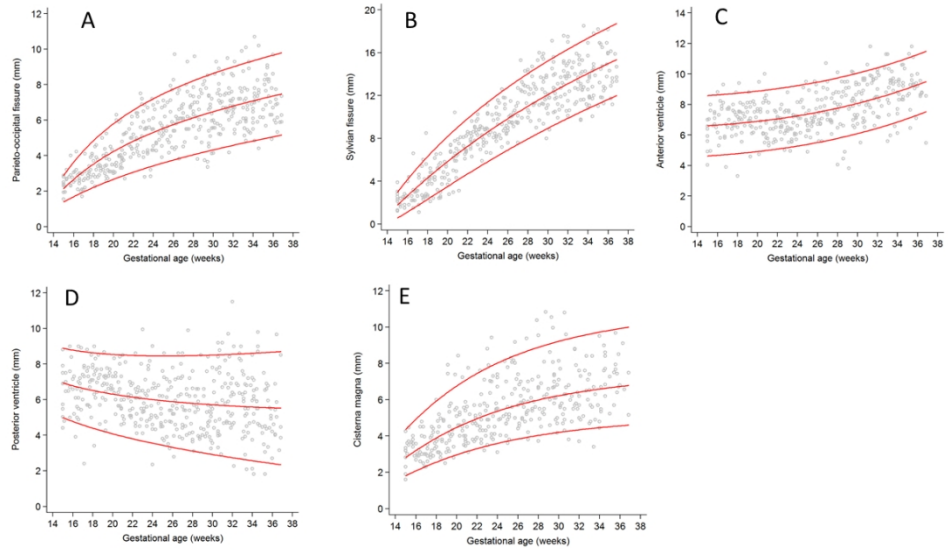 A
Parieto-occipital fissure (mm)
12
10
8
6
4
2
0
14 16 18 20 22 24 26 28 30 32 34 36 38
Gestational age (weeks)
B
Sylvian fissure (mm)
20
16
12
8
4
0
14 16 18 20 22 24 26 28 30 32 34 36 38
Gestational age (weeks)
C
Anterior ventricle (mm)
12
10
8
6
4
2
0
14 16 18 20 22 24 26 28 30 32 34 36 38
Gestational age (weeks)
D
Posterior ventricle (mm)
12
10
8
6
4
2
0
14 16 18 20 22 24 26 28 30 32 34 36 38
Gestational age (weeks)
E
Cisterna magna (mm)
12
10
8
6
4
2
0
14 16 18 20 22 24 26 28 30 32 34 36 38
Gestational age (weeks)